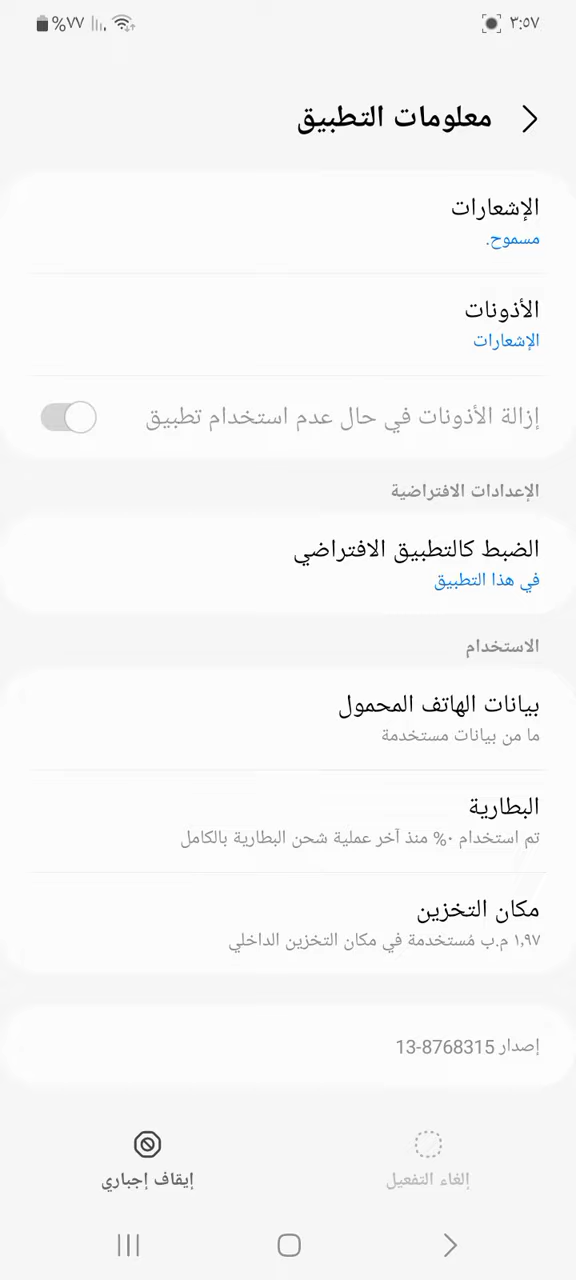 ٣:٥٧
%٧٧
معلومات التطبيق
الإشعارات
مسموح.
الأذونات
الإشعارات
إزالة الأذونات في حال عدم استخدام تطبيق
الإعدادات الافتراضية
الضبط كالتطبيق الافتراضي
في هذا التطبيق
الاستخدام
بيانات الهاتف المحمول
ما من بيانات مستخدمة
البطارية
تم استخدام ٠% منذ آخر عملية شحن البطارية بالكامل
مكان التخزين
١,٩٧ م.ب مُستخدمة في مكان التخزين الداخلي
إصدار 13-8768315
إلغاء التفعيل
إيقاف إجباري